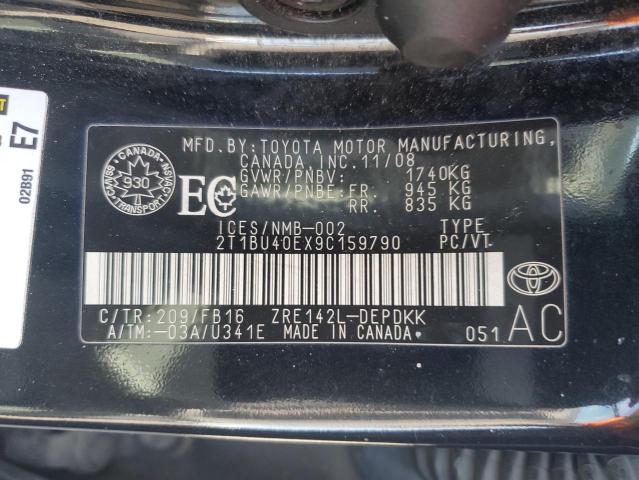 MFD. BY: TOYOTA MOTOR MANUFACTURING,
CANADA, INC. 11/08
GVWR/PNBV: 1740KG
GAWR/PNBE: FR. 945 KG
RR. 835 KG
CANADA
930
TRANSPORT
EC
ICES/NMB-002 TYPE
2T1BU40EX9C159790 PC/VT
C/TR: 209/FB16 ZRE142L-DEPDKK
A/TM: -03A/U341E MADE IN CANADA. 051 AC
E7
02B91